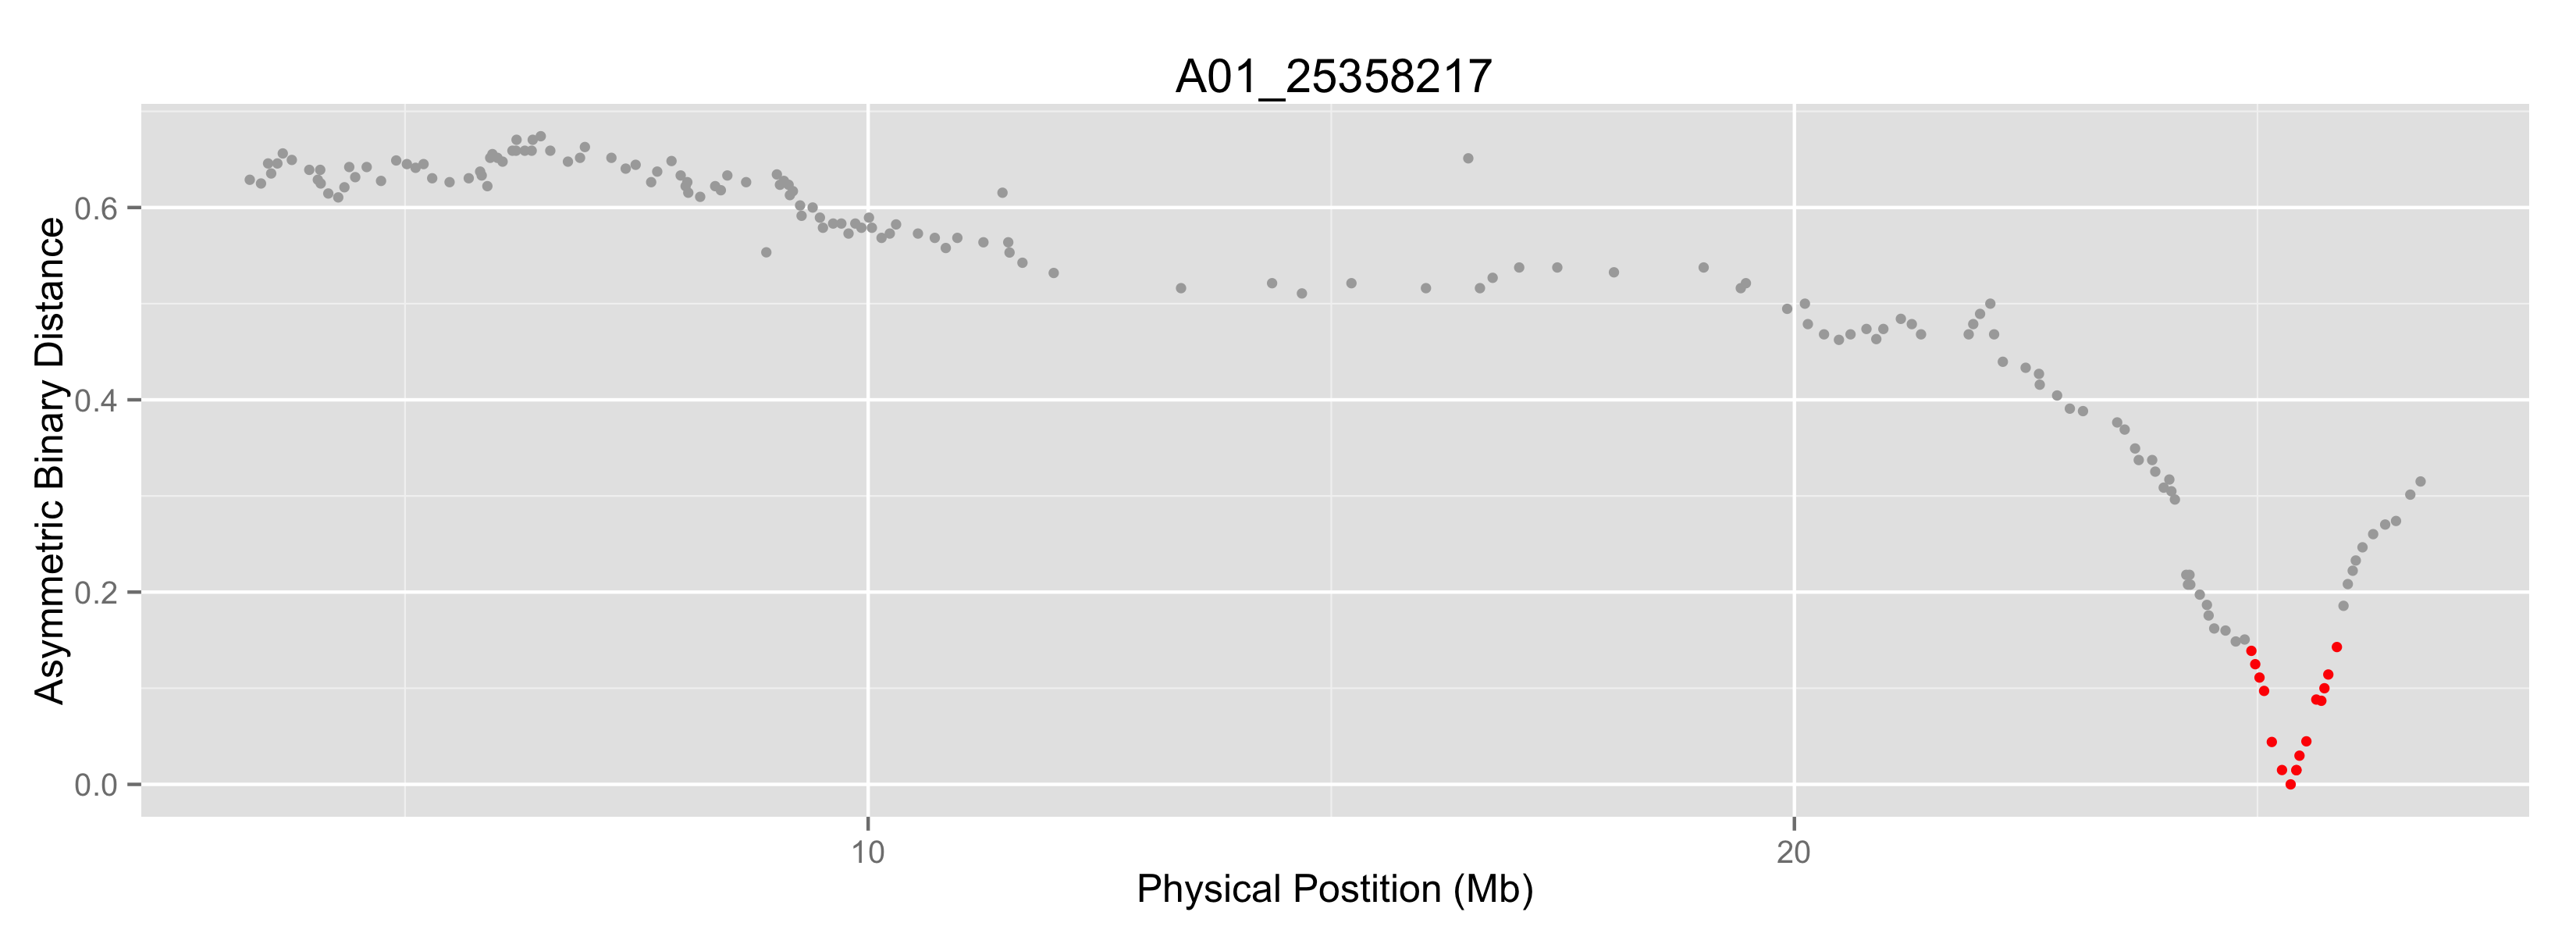 A01_25358217
Asymmetric Binary Distance
0.6
0.4
0.2
0.0
10
20
Physical Postition (Mb)